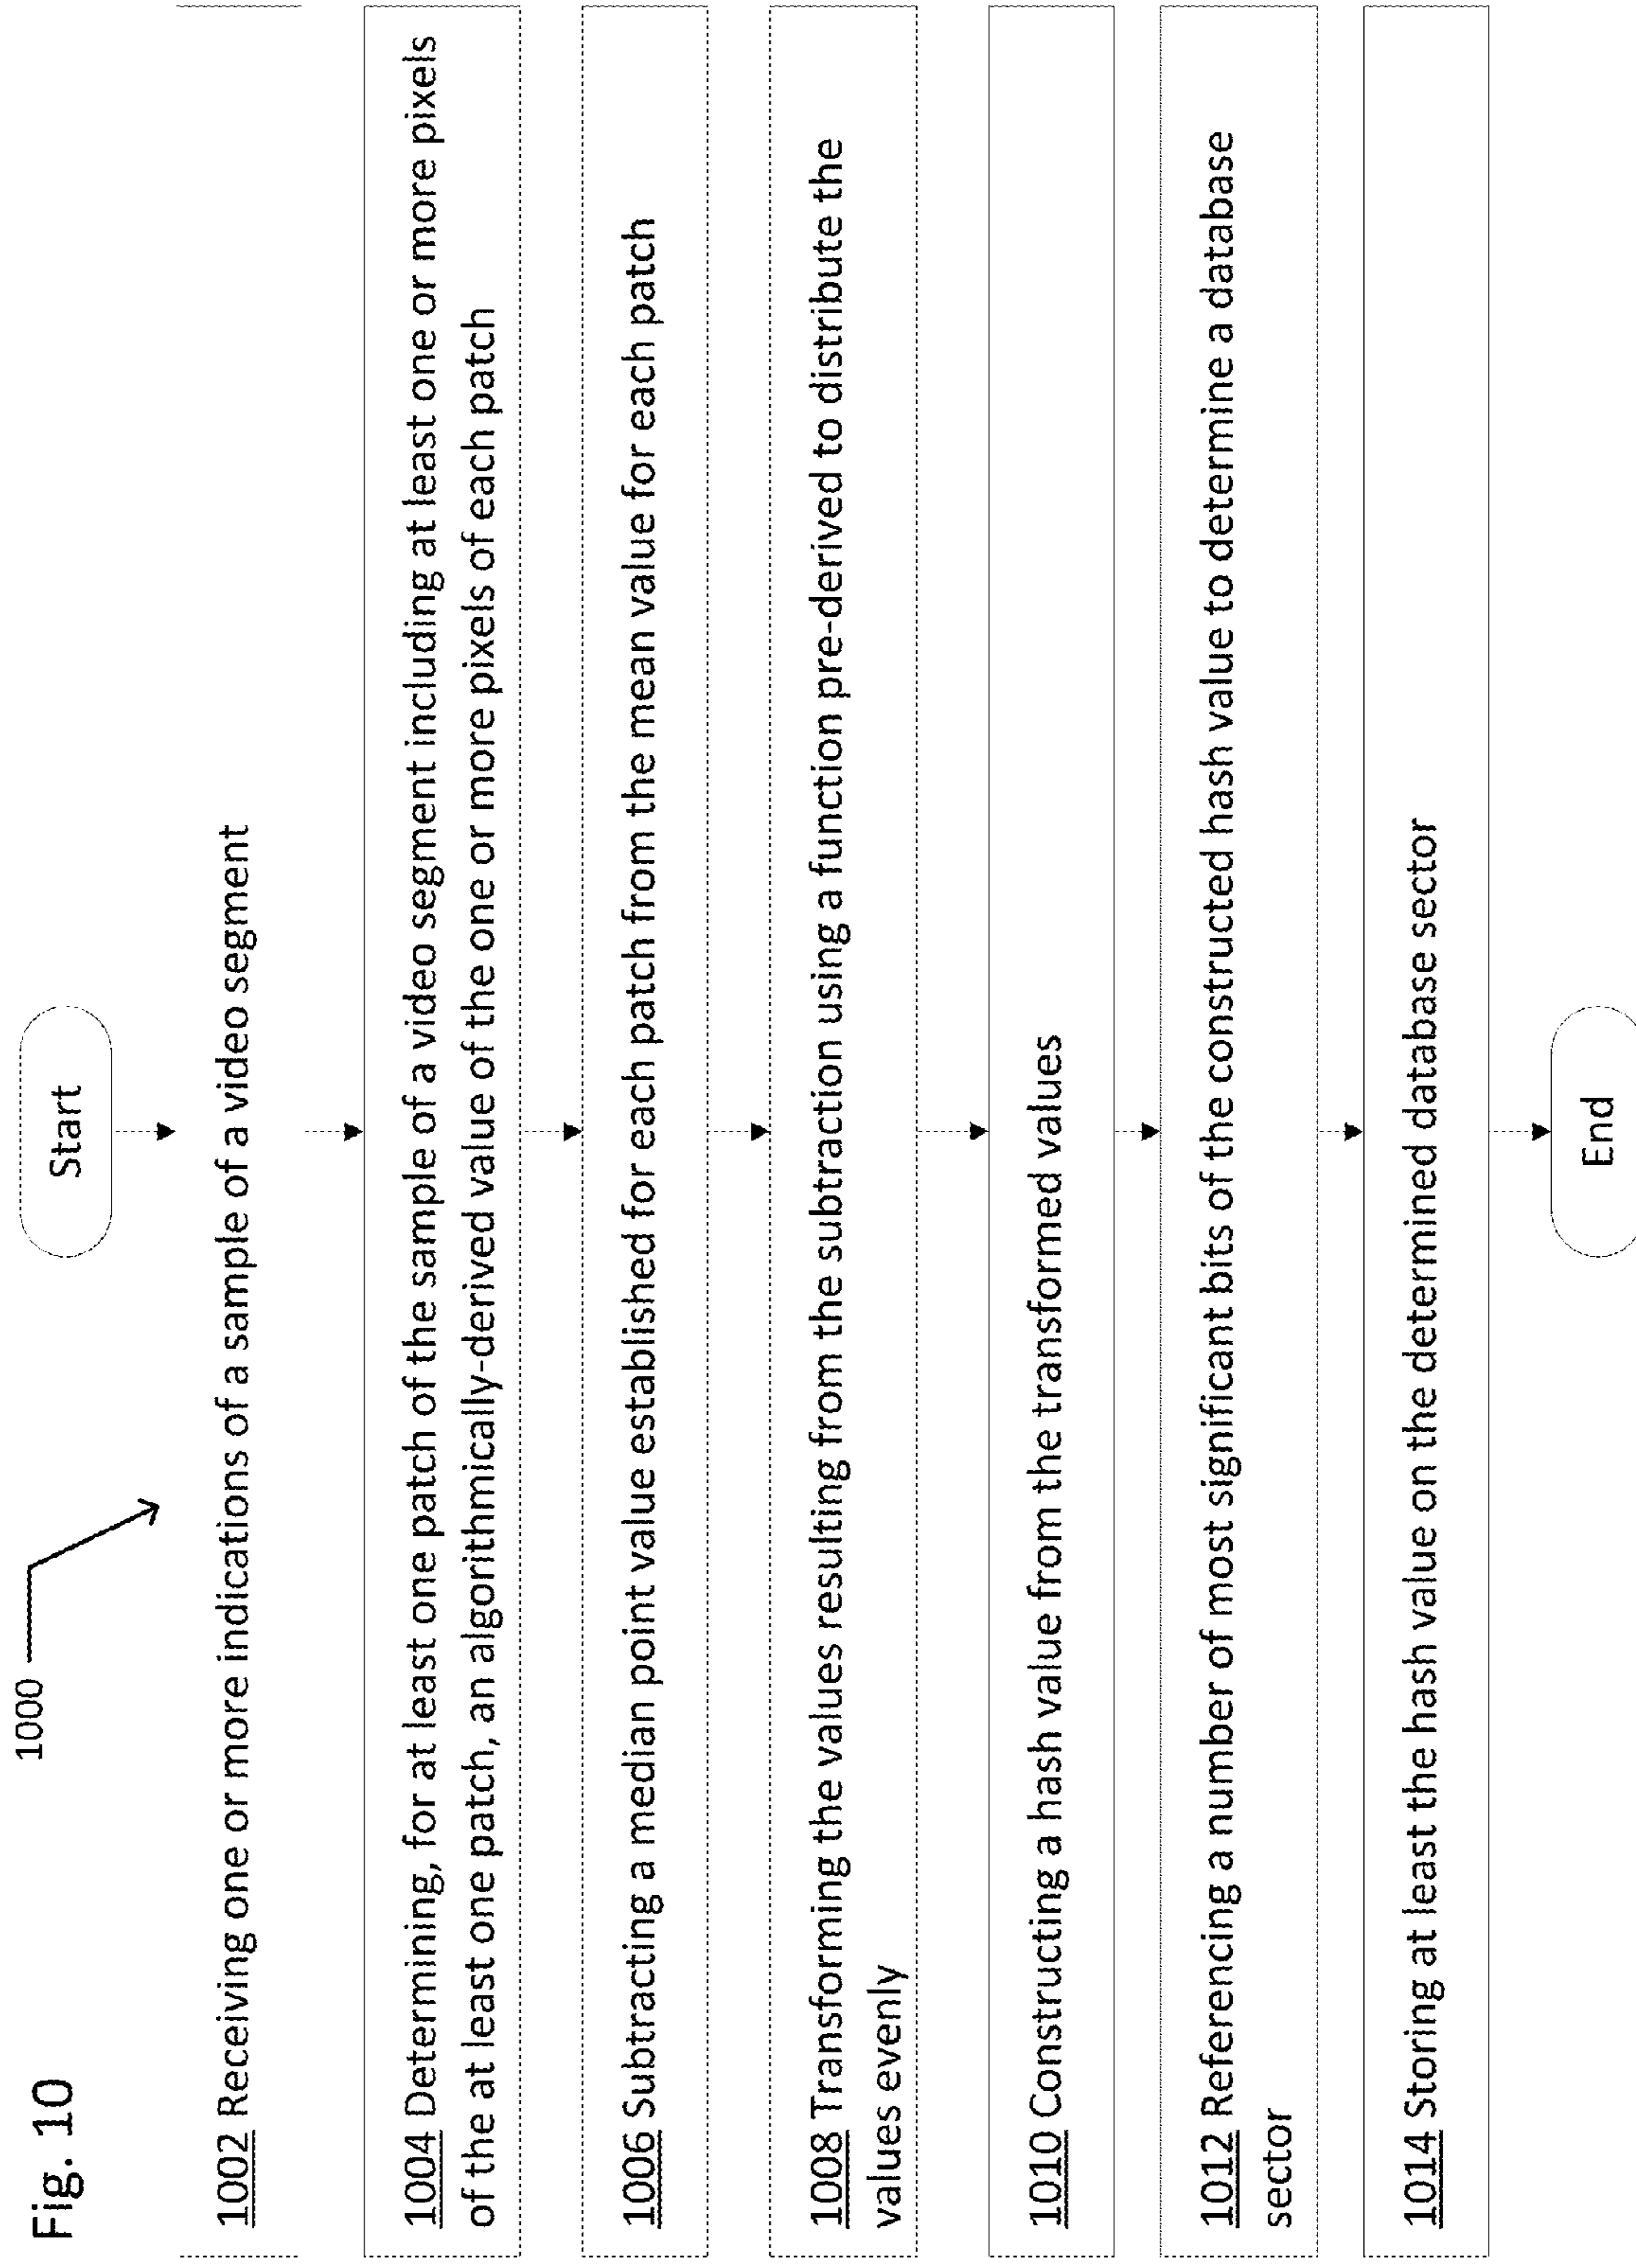 Fig. 10
1000
Start
1002 Receiving one or more indications of a sample of a video segment
1004 Determining, for at least one patch of the sample of a video segment including at least one or more pixels
of the at least one patch, an algorithmically-derived value of the one or more pixels of each patch
1006 Subtracting a median point value established for each patch from the mean value for each patch
1008 Transforming the values resulting from the subtraction using a function pre-derived to distribute the
values evenly
1010 Constructing a hash value from the transformed values
1012 Referencing a number of most significant bits of the constructed hash value to determine a database
sector
1014 Storing at least the hash value on the determined database sector
End